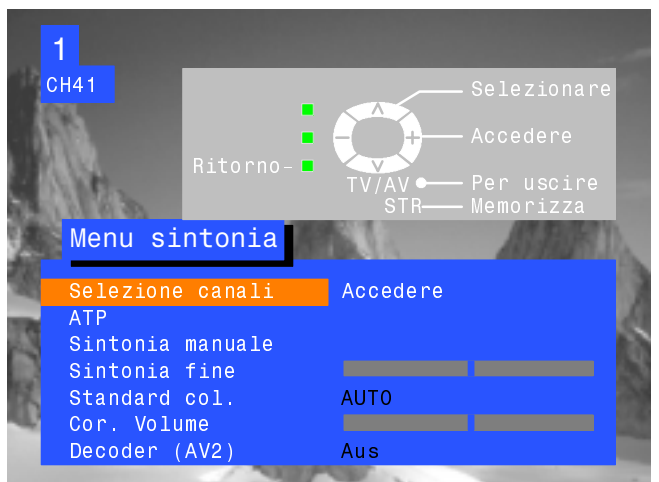 1
CH41
Selezionare
Accedere
Ritorno
TV/AV Per uscire
STR Memorizza
Menu sintonia
Selezione canali Accedere
ATP
Sintonia manuale
Sintonia fine
Standard col. AUTO
Cor. Volume
Decoder (AV2) Aus